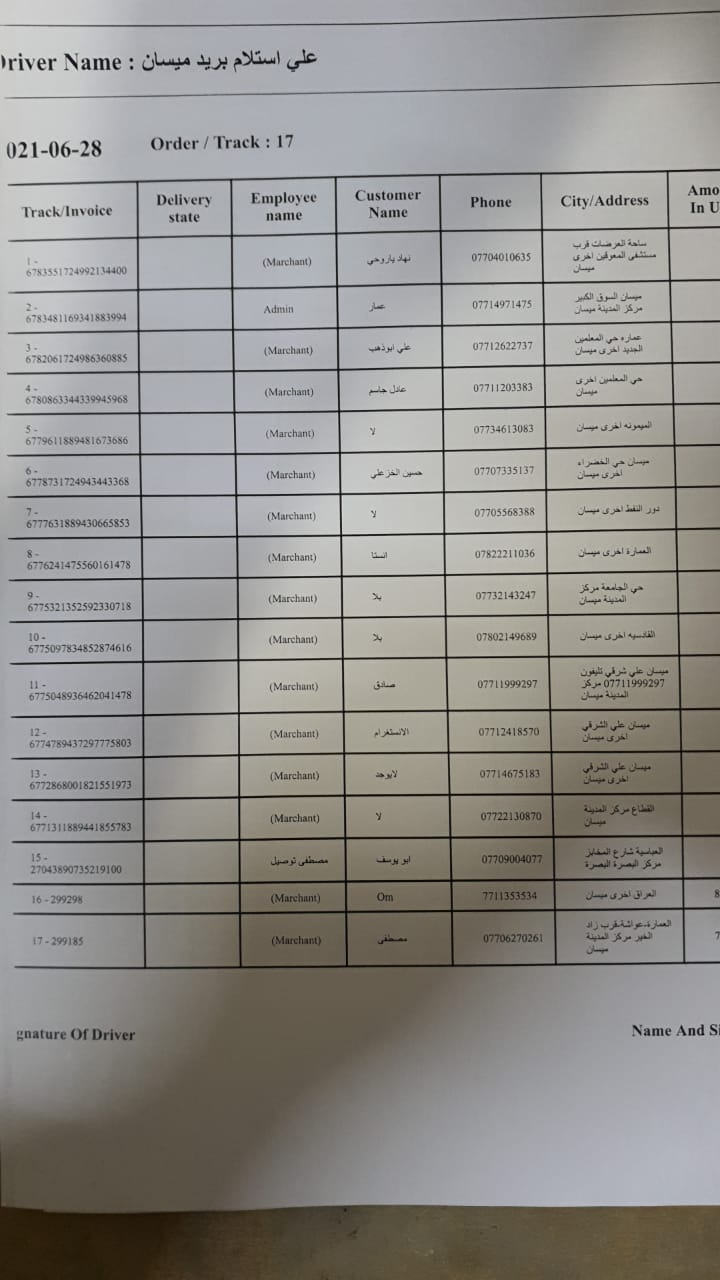 Driver Name : علي استلام بريد ميسان
021-06-28 Order / Track : 17
Track/Invoice Delivery state Employee name Customer Name Phone City/Address Amo In U
1 - 6783551724992134400 (Marchant) نهاد ياروحي 07704010635 ساحة العرضات قرب مستشفى المعوقين اخرى ميسان
2 - 6783481169341883994 Admin عمار 07714971475 ميسان السوق الكبير مركز المدينة ميسان
3 - 6782061724986360885 (Marchant) علي ابوذهب 07712622737 عماره حي المعلمين الجديد اخرى ميسان
4 - 6780863344339945968 (Marchant) عادل جاسم 07711203383 حي المعلمين اخرى ميسان
5 - 6779611889481673686 (Marchant) لا 07734613083 الميمونه اخرى ميسان
6 - 6778731724943443368 (Marchant) حسين الخزعلي 07707335137 ميسان حي الخضراء اخرى ميسان
7 - 6777631889430665853 (Marchant) لا 07705568388 دور النفط اخرى ميسان
8 - 6776241475560161478 (Marchant) انستا 07822211036 العمارة اخرى ميسان
9 - 6775321352592330718 (Marchant) بلا 07732143247 حي الجامعة مركز المدينة ميسان
10 - 6775097834852874616 (Marchant) بلا 07802149689 القادسيه اخرى ميسان
11 - 6775048936462041478 (Marchant) صادق 07711999297 ميسان علي شرقي تليفون 07711999297 مركز المدينة ميسان
12 - 6774789437297775803 (Marchant) الانستغرام 07712418570 ميسان علي الشرقي اخرى ميسان
13 - 6772868001821551973 (Marchant) لايوجد 07714675183 ميسان علي الشرقي اخرى ميسان
14 - 6771311889441855783 (Marchant) لا 07722130870 القطاع مركز المدينة ميسان
15 - 27043890735219100 مصطفى توصيل ابو يوسف 07709004077 العباسية شارع المخابز مركز البصرة البصرة
16 - 299298 (Marchant) Om 7711353534 العراق اخرى ميسان 8
17 - 299185 (Marchant) مصطفى 07706270261 العمارة-عواشة-قرب زاد الخير مركز المدينة ميسان 7
gnature Of Driver Name And Si